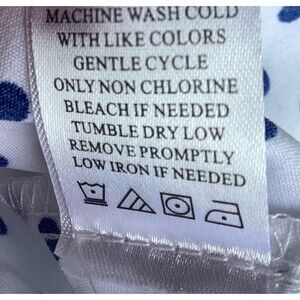 MACHINE WASH COLD
WITH LIKE COLORS
GENTLE CYCLE
ONLY NON CHLORINE
BLEACH IF NEEDED
TUMBLE DRY LOW
REMOVE PROMPTLY
LOW IRON IF NEEDED